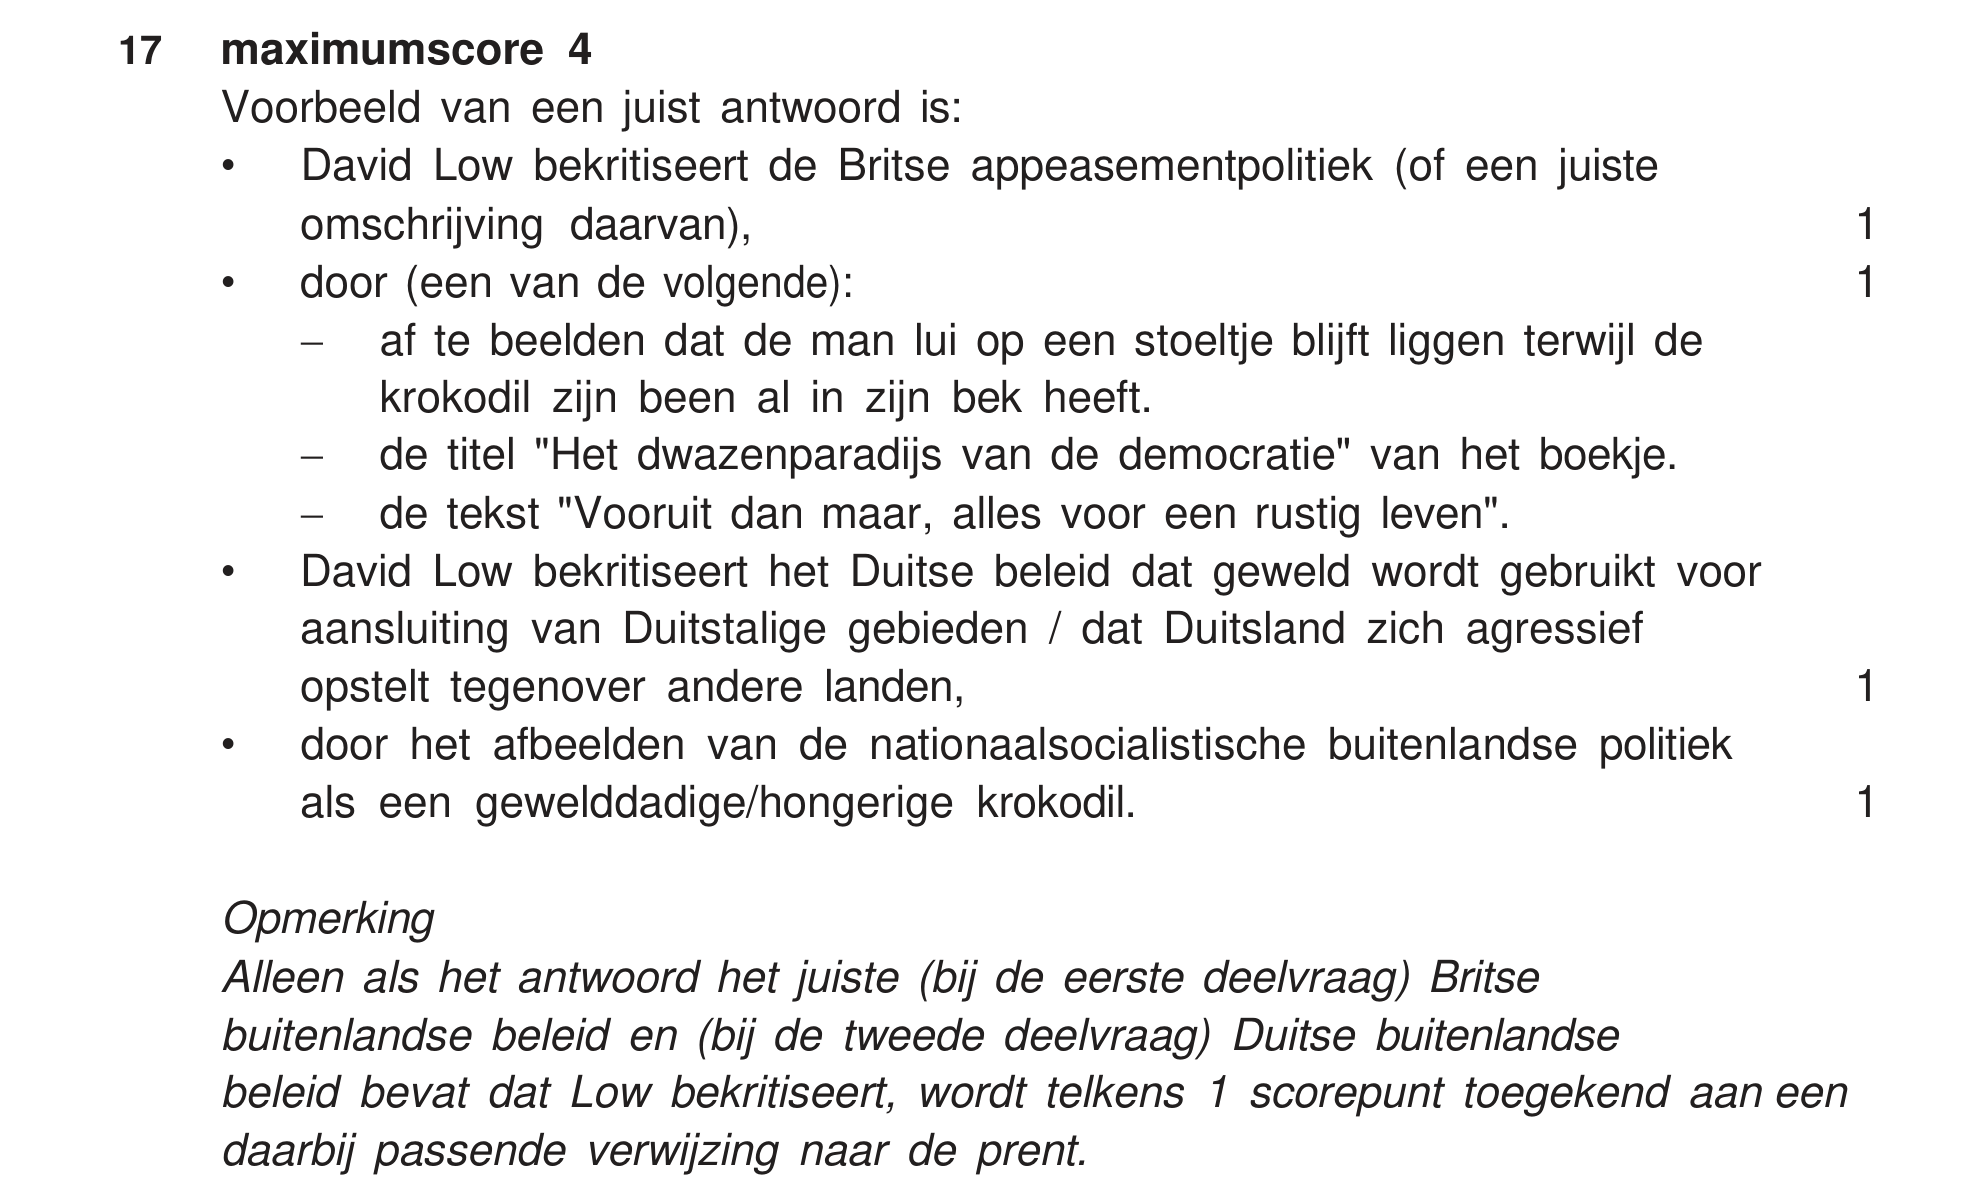 17 maximumscore 4
Voorbeeld van een juist antwoord is:
• David Low bekritiseert de Britse appeasementpolitiek (of een juiste
omschrijving daarvan), 1
• door (een van de volgende): 1
− af te beelden dat de man lui op een stoeltje blijft liggen terwijl de
krokodil zijn been al in zijn bek heeft.
− de titel "Het dwazenparadijs van de democratie" van het boekje.
− de tekst "Vooruit dan maar, alles voor een rustig leven".
• David Low bekritiseert het Duitse beleid dat geweld wordt gebruikt voor
aansluiting van Duitstalige gebieden / dat Duitsland zich agressief
opstelt tegenover andere landen, 1
• door het afbeelden van de nationaalsocialistische buitenlandse politiek
als een gewelddadige/hongerige krokodil. 1
Opmerking
Alleen als het antwoord het juiste (bij de eerste deelvraag) Britse
buitenlandse beleid en (bij de tweede deelvraag) Duitse buitenlandse
beleid bevat dat Low bekritiseert, wordt telkens 1 scorepunt toegekend aan een
daarbij passende verwijzing naar de prent.